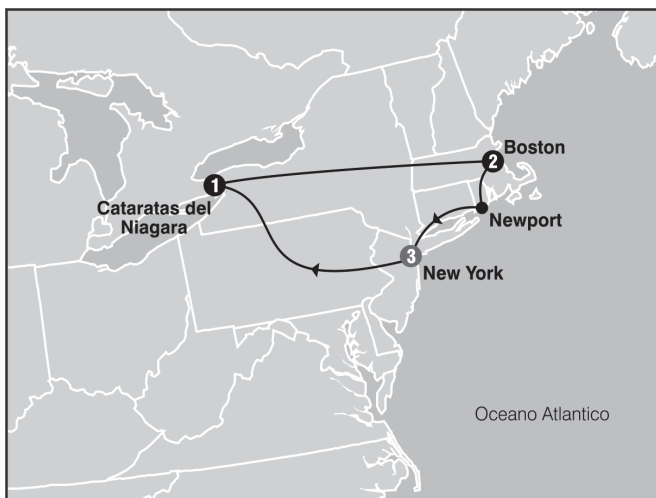 2
Boston
1
Cataratas del
Niagara
Newport
3
New York
Oceano Atlantico